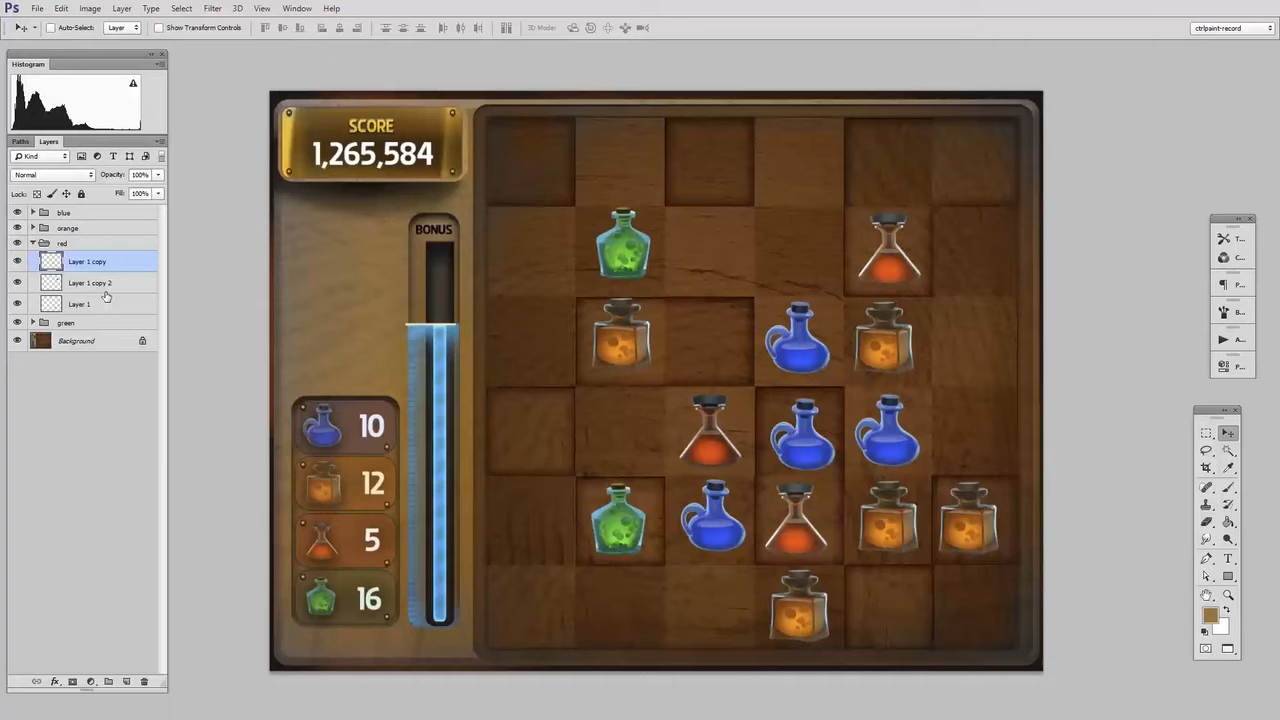 Ps File Edit Image Layer Type Select Filter 3D View Window Help
Auto-Select: Layer Show Transform Controls 3D Mode: ctrlpaint-record
Histogram
Paths Layers
Kind
Normal Opacity: 100%
Lock: Fill: 100%
blue
orange
red
Layer 1 copy
Layer 1 copy 2
Layer 1
green
Background
SCORE
1,265,584
BONUS
10
12
5
16
T...
C...
P...
B...
A...
P...